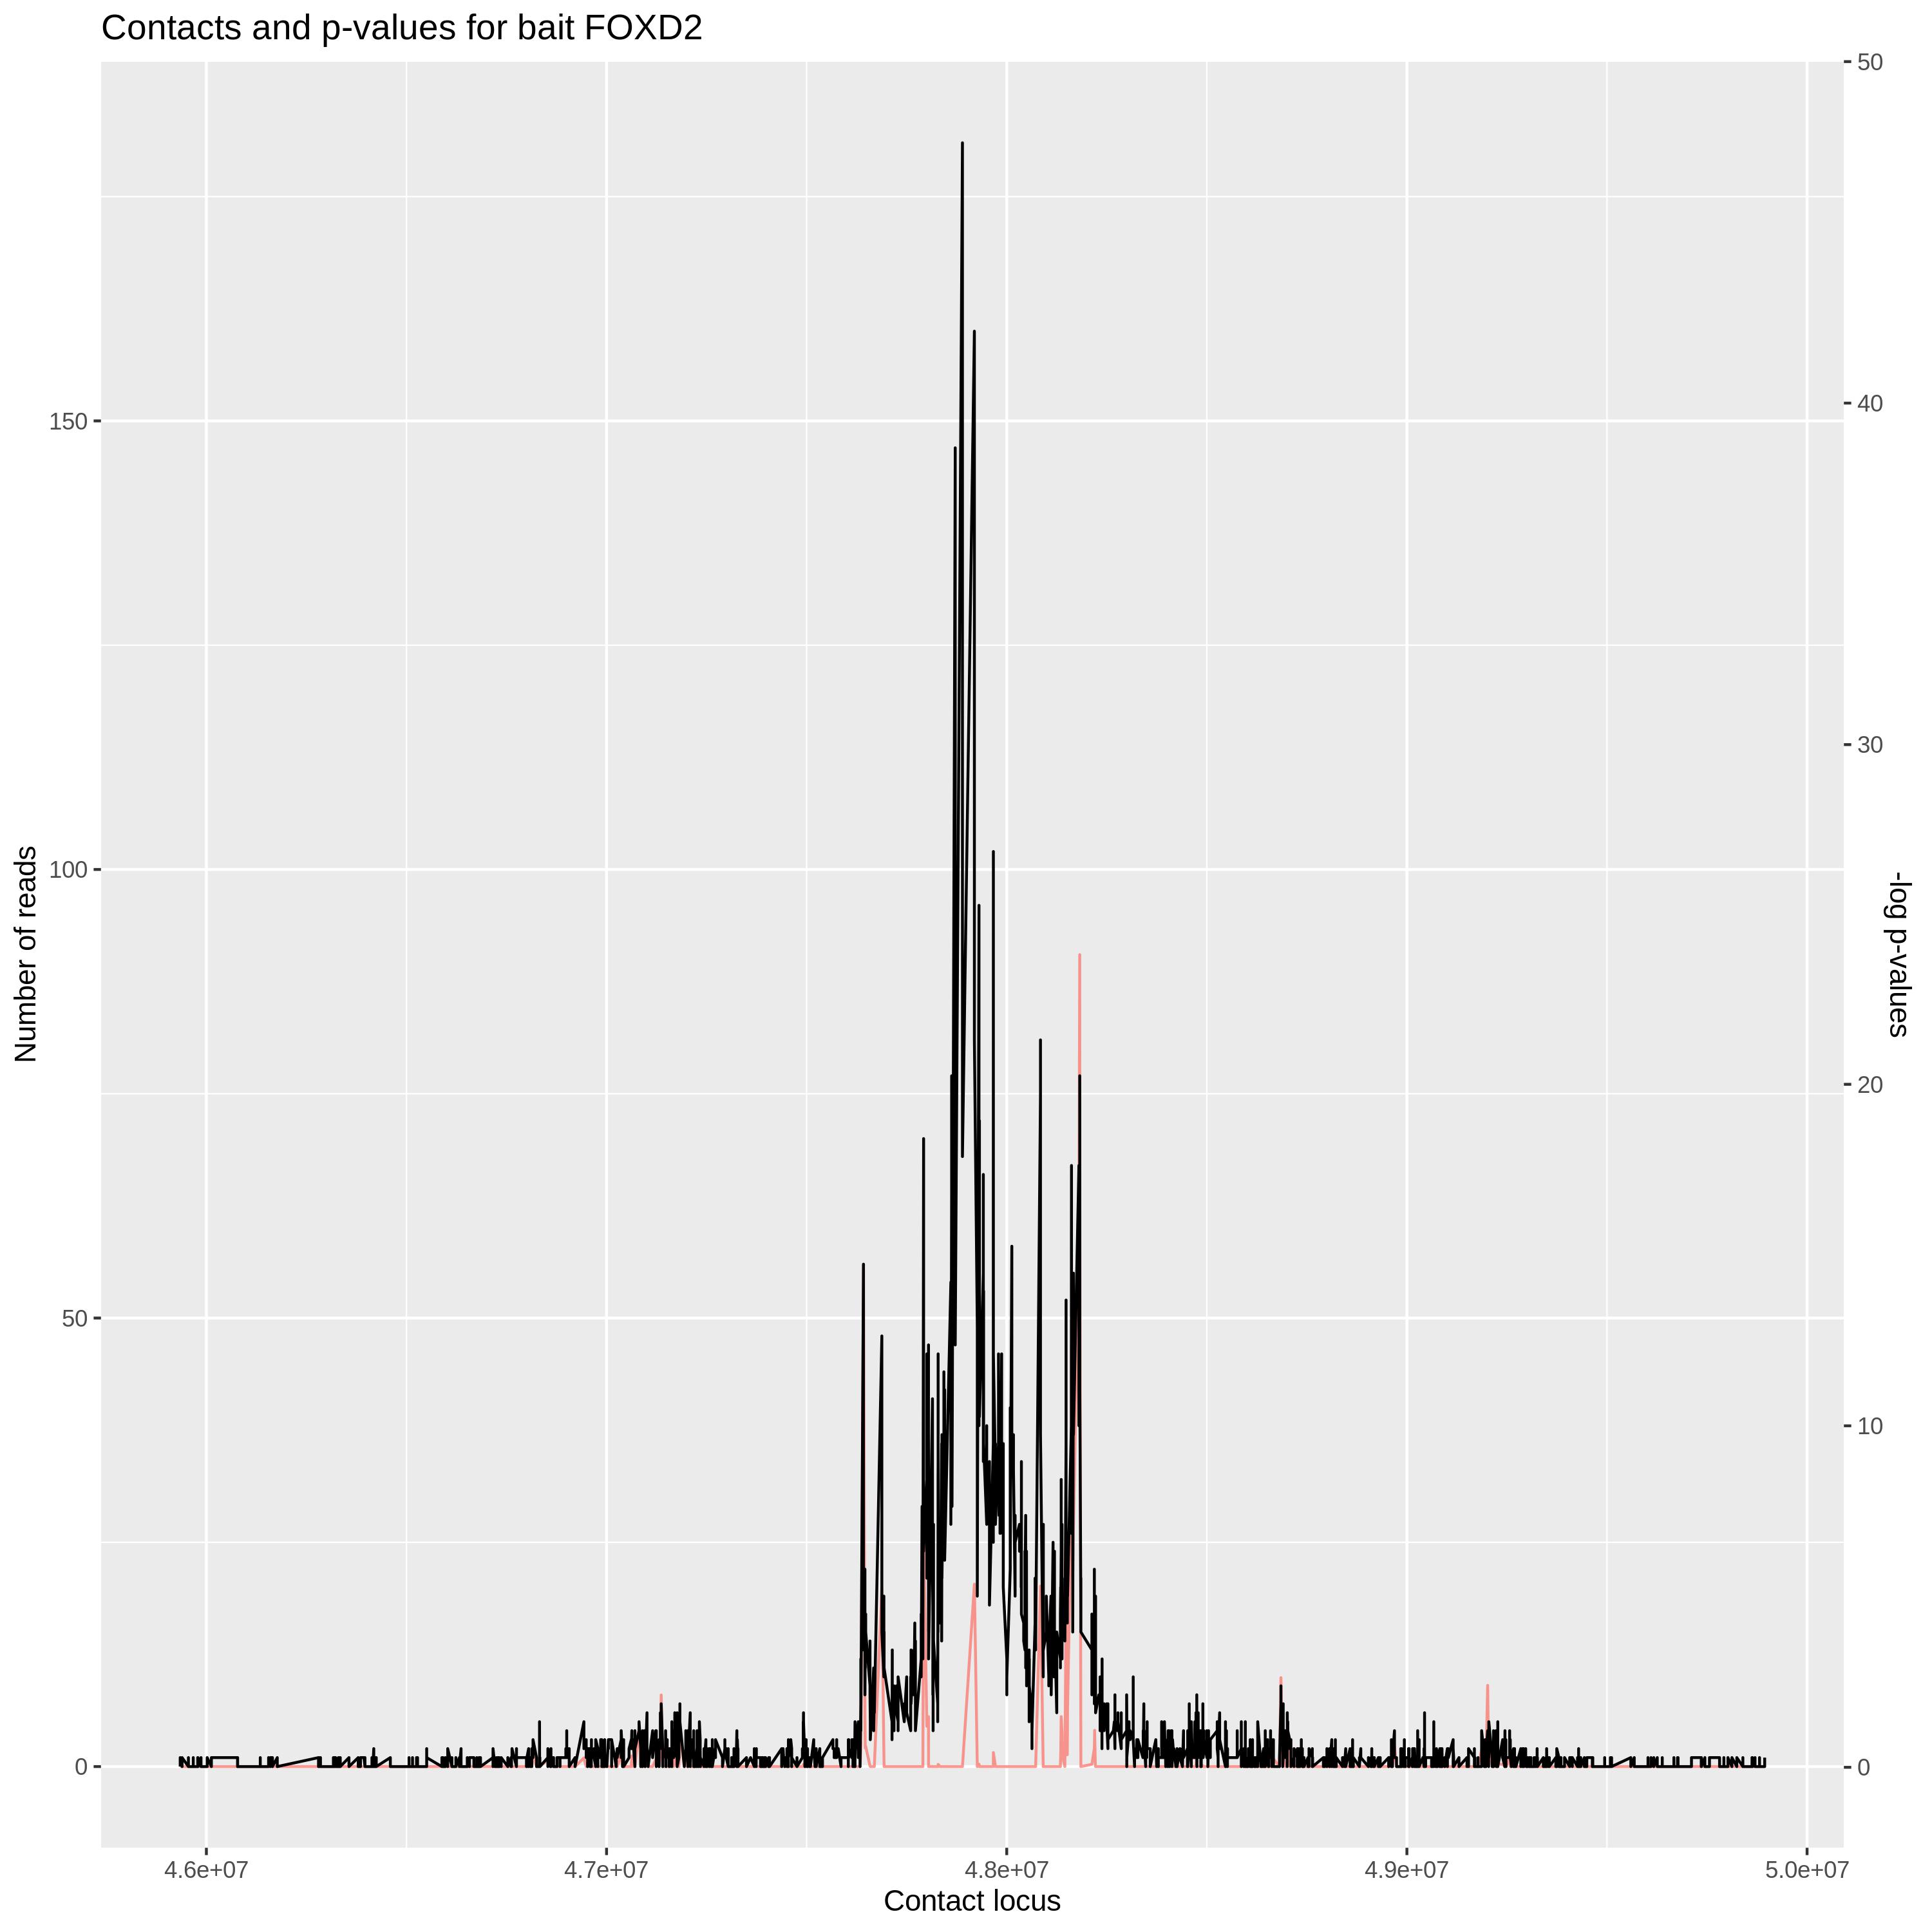 Contacts and p-values for bait FOXD2
Number of reads
150
100
50
0
50
40
30
20
10
0
-log p-values
4.6e+07 4.7e+07 4.8e+07 4.9e+07 5.0e+07
Contact locus